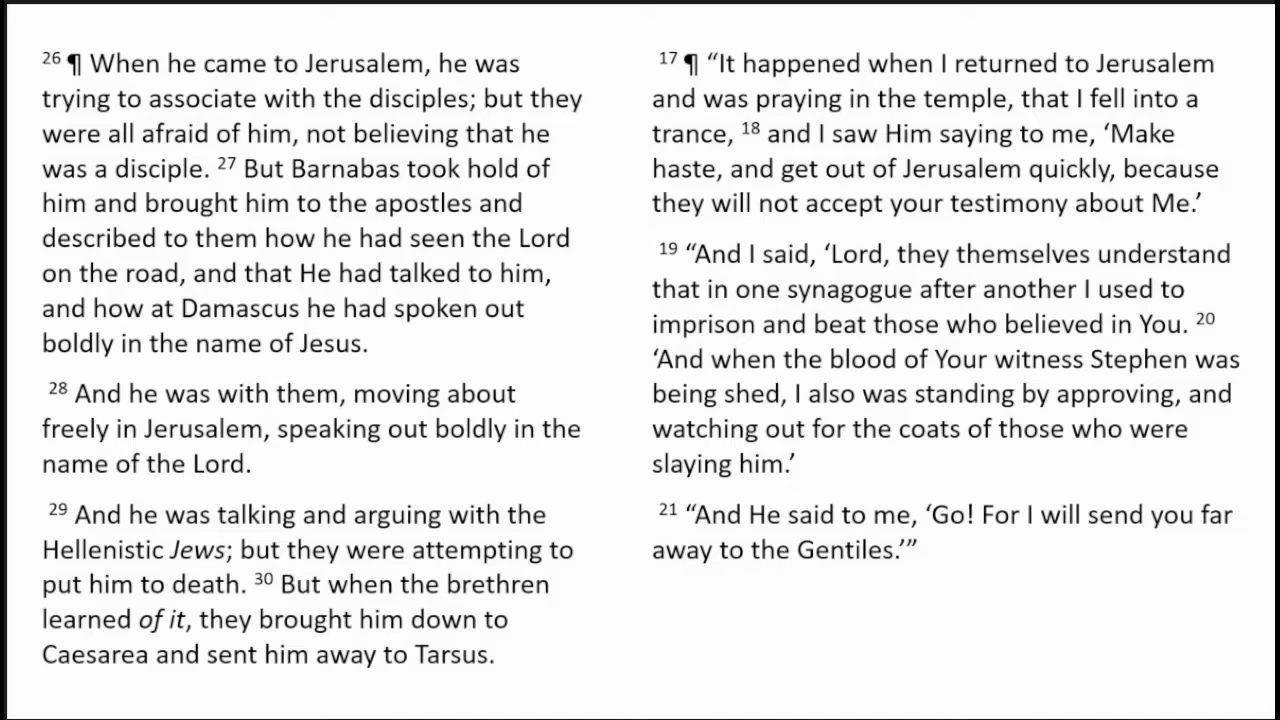 26 ¶ When he came to Jerusalem, he was
trying to associate with the disciples; but they
were all afraid of him, not believing that he
was a disciple. 27 But Barnabas took hold of
him and brought him to the apostles and
described to them how he had seen the Lord
on the road, and that He had talked to him,
and how at Damascus he had spoken out
boldly in the name of Jesus.
28 And he was with them, moving about
freely in Jerusalem, speaking out boldly in the
name of the Lord.
29 And he was talking and arguing with the
Hellenistic Jews; but they were attempting to
put him to death. 30 But when the brethren
learned of it, they brought him down to
Caesarea and sent him away to Tarsus.
17 ¶ “It happened when I returned to Jerusalem
and was praying in the temple, that I fell into a
trance, 18 and I saw Him saying to me, ‘Make
haste, and get out of Jerusalem quickly, because
they will not accept your testimony about Me.’
19 “And I said, ‘Lord, they themselves understand
that in one synagogue after another I used to
imprison and beat those who believed in You. 20
‘And when the blood of Your witness Stephen was
being shed, I also was standing by approving, and
watching out for the coats of those who were
slaying him.’
21 “And He said to me, ‘Go! For I will send you far
away to the Gentiles.’”